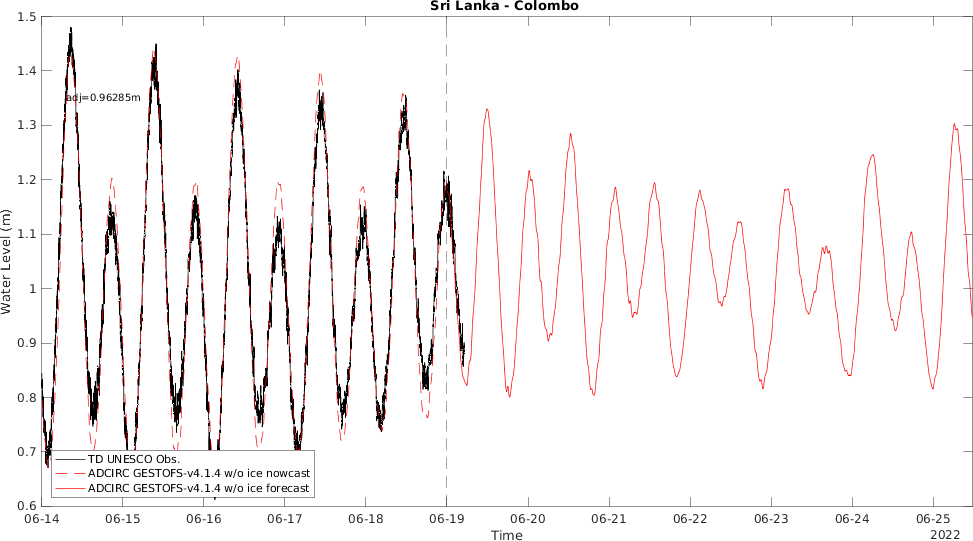 Sri Lanka - Colombo
Water Level (m)
1.5
1.4
1.3
1.2
1.1
1
0.9
0.8
0.7
0.6
adj=0.96285m
TD UNESCO Obs.
ADCIRC GESTOFS-v4.1.4 w/o ice nowcast
ADCIRC GESTOFS-v4.1.4 w/o ice forecast
06-14 06-15 06-16 06-17 06-18 06-19 06-20 06-21 06-22 06-23 06-24 06-25
Time
2022